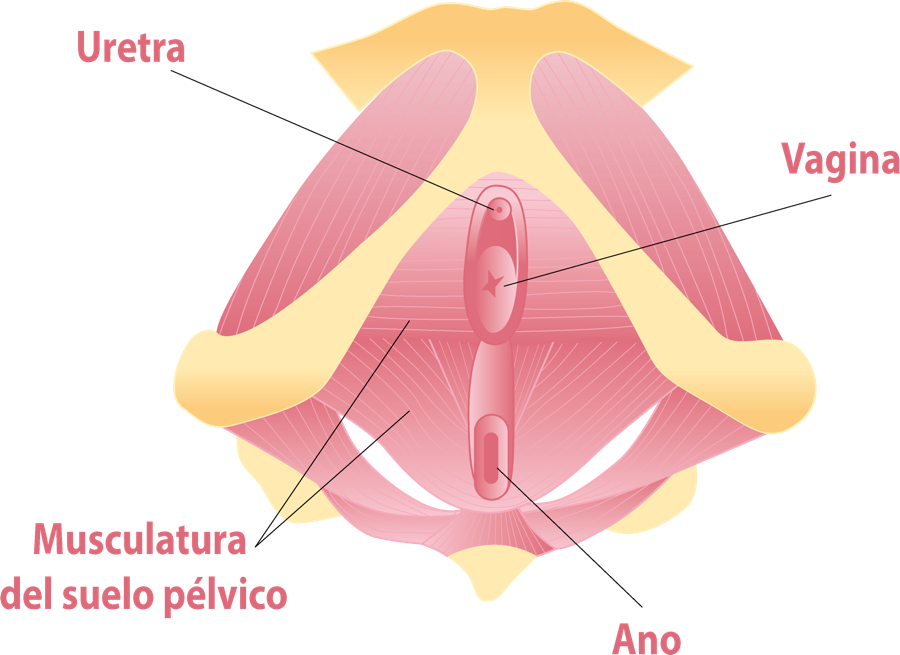 Uretra
Vagina
Musculatura
del suelo pélvico
Ano